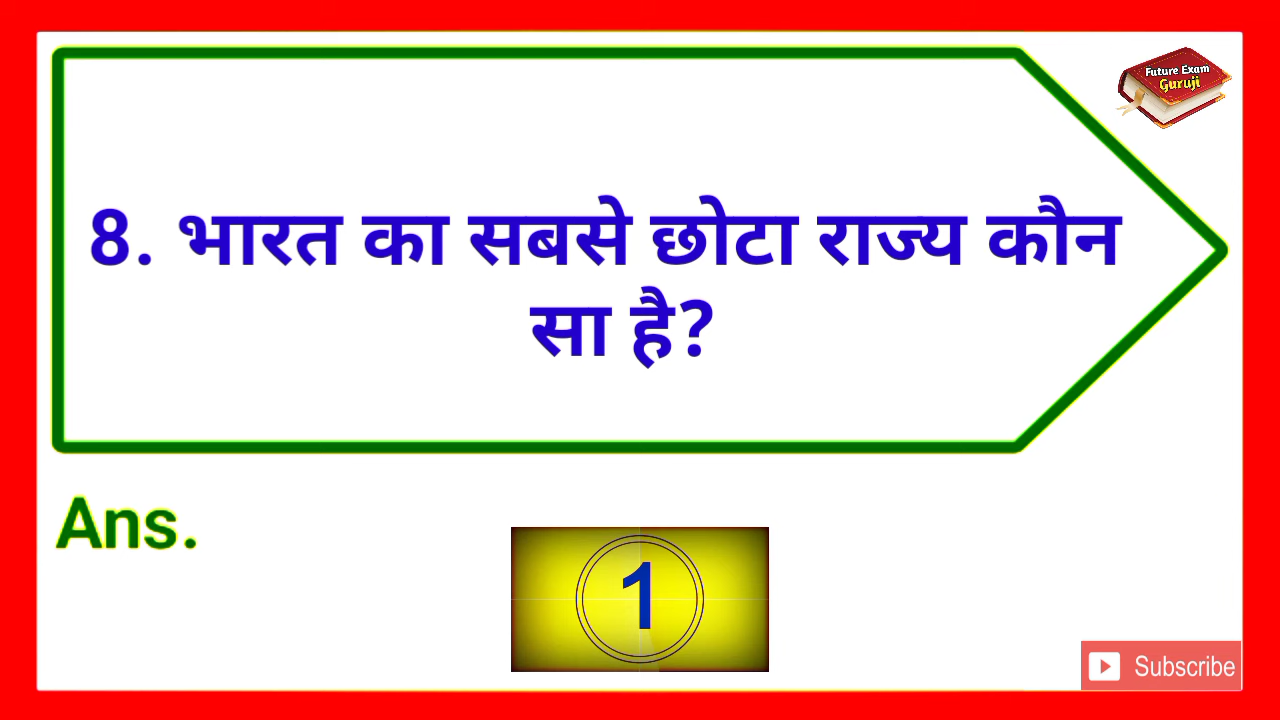 Future Exam
Guruji
8. भारत का सबसे छोटा राज्य कौन
सा है?
Ans.
1
Subscribe